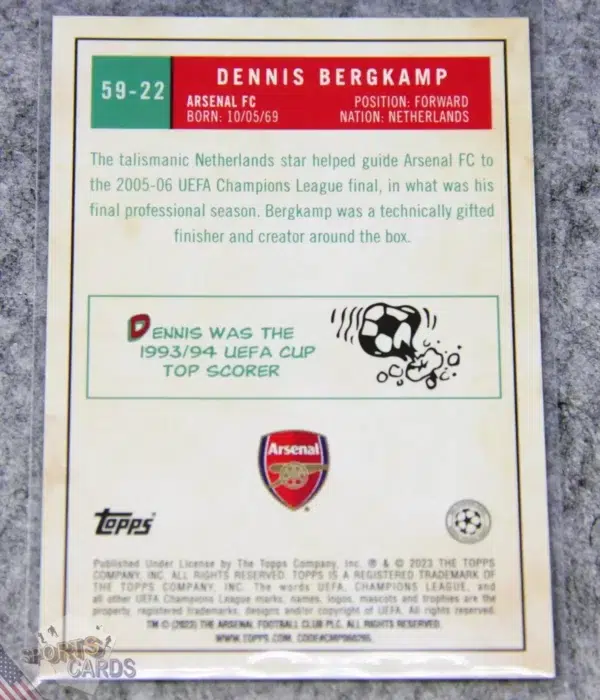 59-22
DENNIS BERGKAMP
ARSENAL FC
POSITION: FORWARD
BORN: 10/05/69
NATION: NETHERLANDS
The talismanic Netherlands star helped guide Arsenal FC to
the 2005-06 UEFA Champions League final, in what was his
final professional season. Bergkamp was a technically gifted
finisher and creator around the box.
DENNIS WAS THE
1993/94 UEFA CUP
TOP SCORER
Arsenal
Topps
Published Under License by The Topps Company, Inc. ® & © 2023 THE TOPPS
COMPANY, INC. ALL RIGHTS RESERVED. TOPPS IS A REGISTERED TRADEMARK OF
THE TOPPS COMPANY, INC. The words UEFA, CHAMPIONS LEAGUE, and
all other UEFA Champions League marks, names, logos, mascots and trophies are the
property, registered trademarks, designs and/or copyright of UEFA. All rights reserved.
TM © (2023) THE ARSENAL FOOTBALL CLUB PLC. ALL RIGHTS RESERVED.
WWW.TOPPS.COM.
SPORTS
CARDS